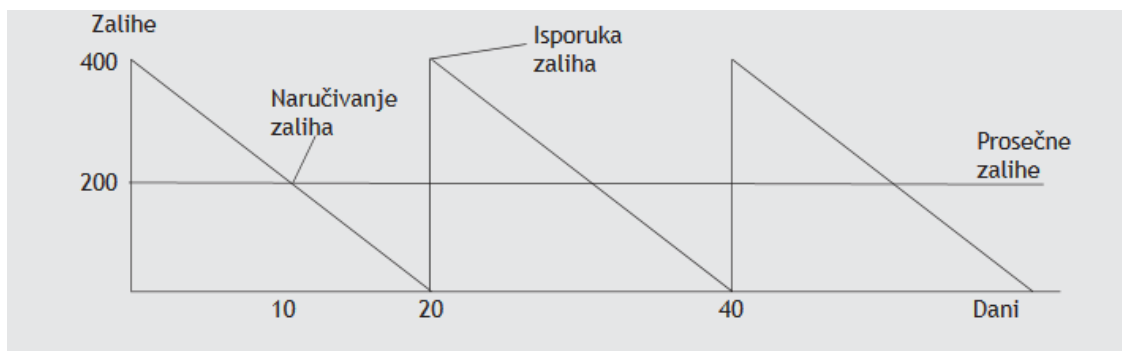 Zalihe
400
Isporuka
zaliha
Naručivanje
zaliha
Prosečne
zalihe
200
10
20
40
Dani